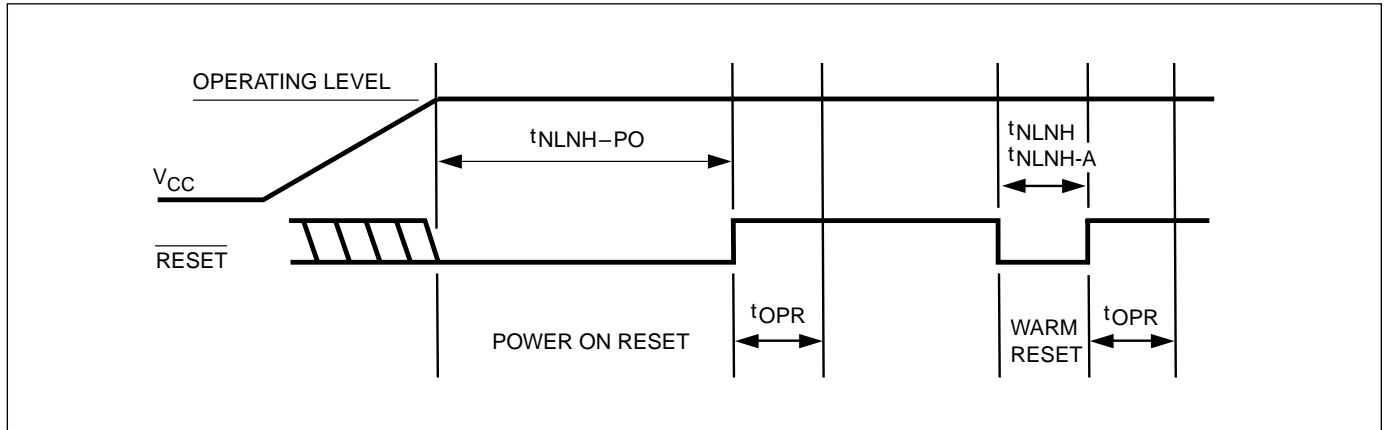 OPERATING LEVEL
tNLNH–PO
tNLNH
tNLNH-A
VCC
RESET
POWER ON RESET
tOPR
WARM
RESET
tOPR